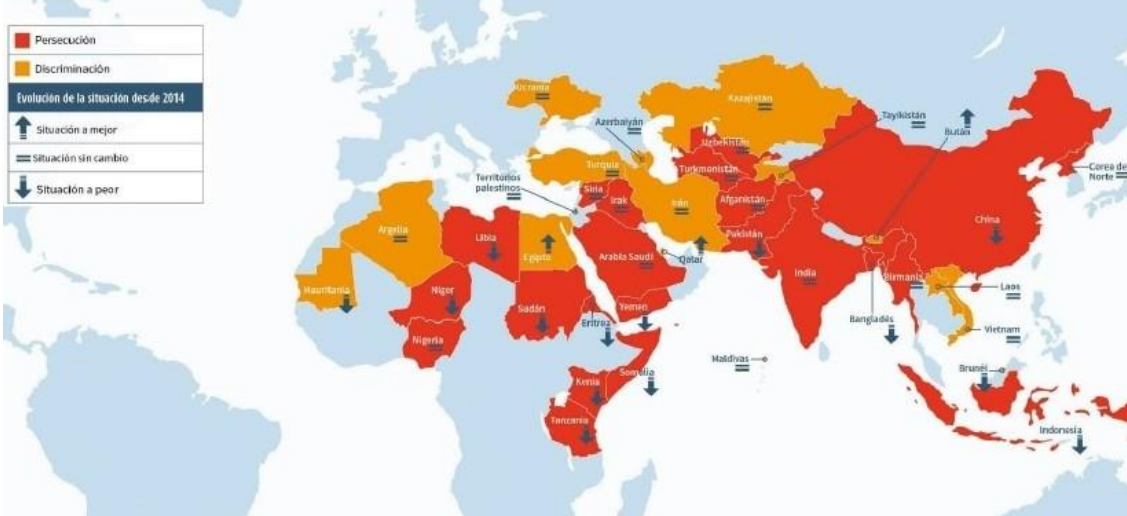 Persecución
Discriminación
Evolución de la situación desde 2014
Situación a mejor
Situación sin cambio
Situación a peor
Ucrania
Kazajistán
Azerbaiyán
Tayikistán
Bután
Uzbekistán
Turquía
Turkmonistán
Corea del
Norte
Territorios
palestinos
Siria
Irak
Irán
Afganistán
Argelia
Libia
Egipto
Pakistán
China
Arabia Saudí
Qatar
India
Birmania
Laos
Mauritania
Níger
Sudán
Yemen
Eritrea
Bangladés
Vietnam
Nigeria
Maldivas
Kenia
Somalia
Brunéi
Tanzania
Indonesia